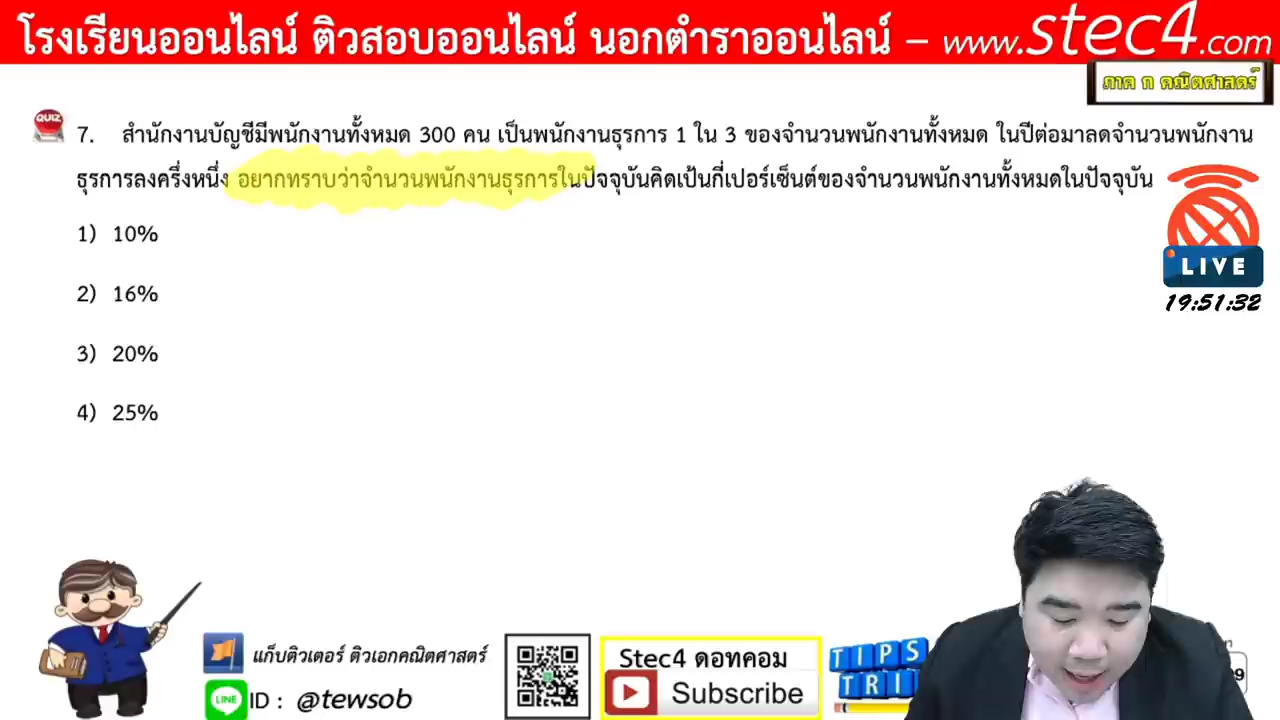 โรงเรียนออนไลน์ ติวสอบออนไลน์ นอกตำราออนไลน์ – www.stec4.com
ภาค ก คณิตศาสตร์
QUIZ
7. สำนักงานบัญชีมีพนักงานทั้งหมด 300 คน เป็นพนักงานธุรการ 1 ใน 3 ของจำนวนพนักงานทั้งหมด ในปีต่อมาลดจำนวนพนักงาน
ธุรการลงครึ่งหนึ่ง อยากทราบว่าจำนวนพนักงานธุรการในปัจจุบันคิดเป้นกี่เปอร์เซ็นต์ของจำนวนพนักงานทั้งหมดในปัจจุบัน
1) 10%
2) 16%
3) 20%
4) 25%
LIVE
19:51:32
แก็บติวเตอร์ ติวเอกคณิตศาสตร์
LINE ID : @tewsob
Stec4 ดอทคอม
Subscribe
TIPS